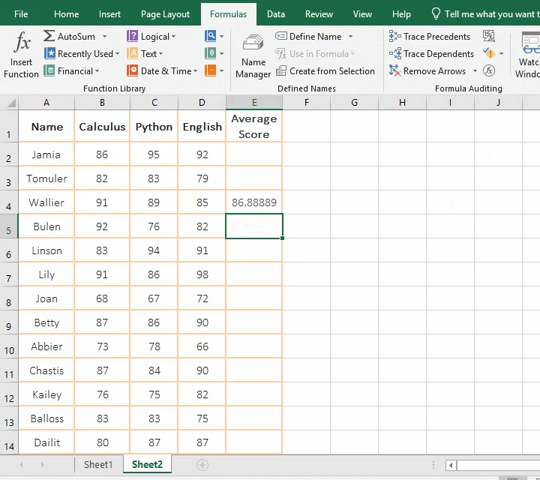 File Home Insert Page Layout Formulas Data Review View Help Tell me what you want
fx AutoSum Logical Define Name Trace Precedents
Recently Used Text Use in Formula Trace Dependents
Insert Function Financial Date & Time Name Manager Create from Selection Remove Arrows
Function Library Defined Names Formula Auditing
A B C D E F G H I J
1 Name Calculus Python English Average Score
2 Jamia 86 95 92
3 Tomuler 82 83 79
4 Wallier 91 89 85 86.88889
5 Bulen 92 76 82
6 Linson 83 94 91
7 Lily 91 86 98
8 Joan 68 67 72
9 Betty 87 86 90
10 Abbier 73 78 66
11 Chastis 87 84 90
12 Kailey 76 75 82
13 Balloss 83 83 75
14 Dailit 80 87 87
Sheet1 Sheet2